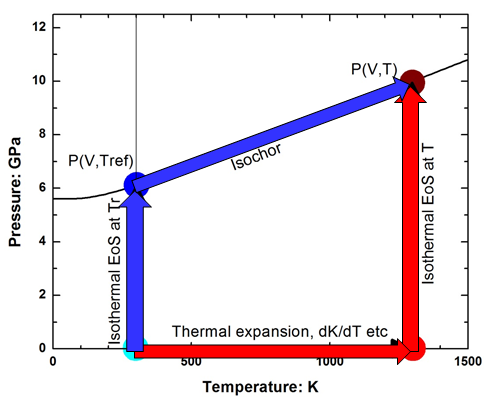 12
10
8
6
4
2
0
Pressure: GPa
P(V,T)
P(V,Tref)
Isochor
Isothermal EoS at Tr
Isothermal EoS at T
Thermal expansion, dK/dT etc
0
500
1000
1500
Temperature: K